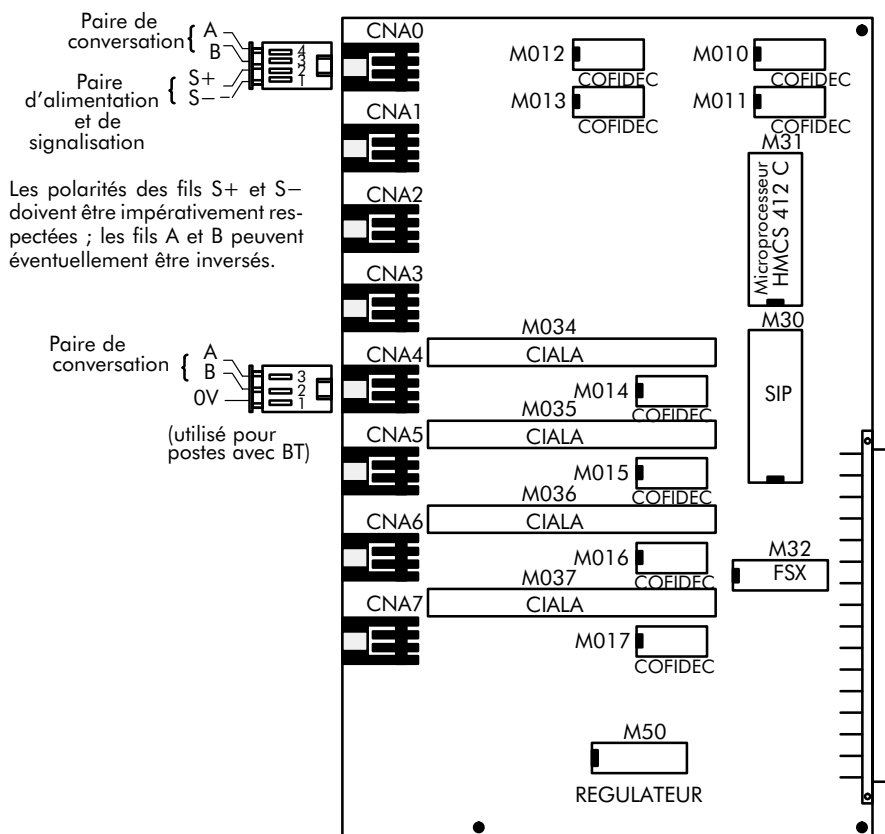 Paire de
conversation { A
B
4
3
2
1
Paire
d'alimentation
et de
signalisation
{ S+
S-
Les polarités des fils S+ et S-
doivent être impérativement res-
pectées ; les fils A et B peuvent
éventuellement être inversés.
Paire de
conversation { A
B
0V
3
2
1
(utilisé pour
postes avec BT)
CNA0
CNA1
CNA2
CNA3
CNA4
CNA5
CNA6
CNA7
M012
COFIDEC
M010
COFIDEC
M013
COFIDEC
M011
COFIDEC
M31
Microprocesseur
HMCS 412 C
M30
SIP
M034
CIALA
M014
COFIDEC
M035
CIALA
M015
COFIDEC
M036
CIALA
M016
COFIDEC
M32
FSX
M037
CIALA
M017
COFIDEC
M50
REGULATEUR